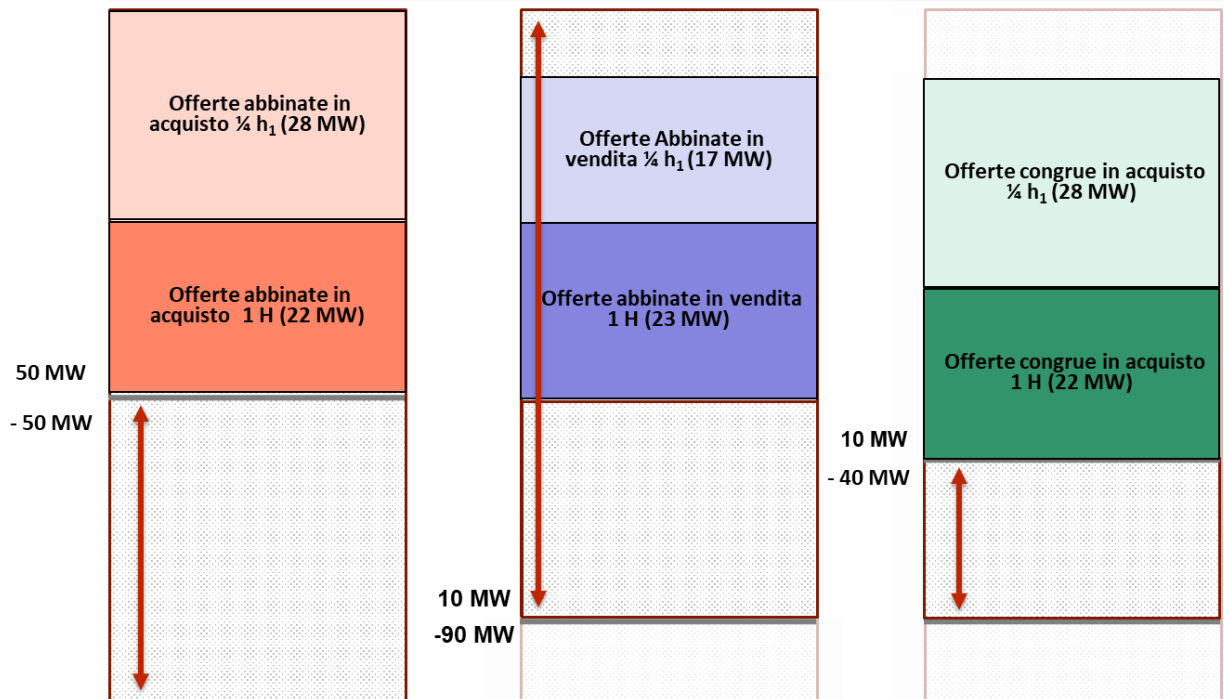 Offerte abbinate in
acquisto ¼ h₁ (28 MW)
Offerte abbinate in
acquisto 1 H (22 MW)
50 MW
- 50 MW
Offerte Abbinate in
vendita ¼ h₁ (17 MW)
Offerte abbinate in vendita
1 H (23 MW)
10 MW
-90 MW
Offerte congrue in acquisto
¼ h₁ (28 MW)
Offerte congrue in acquisto
1 H (22 MW)
10 MW
- 40 MW